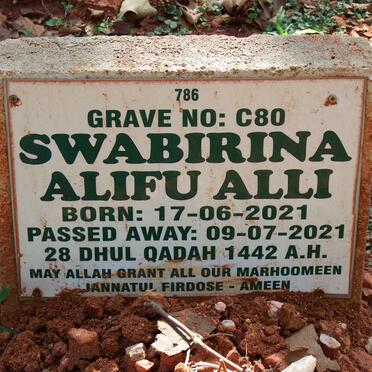 786
GRAVE NO: C80
SWABIRINA
ALIFU ALLI
BORN: 17-06-2021
PASSED AWAY: 09-07-2021
28 DHUL QADAH 1442 A.H.
MAY ALLAH GRANT ALL OUR MARHOOMEEN
JANNATUL FIRDOSE - AMEEN